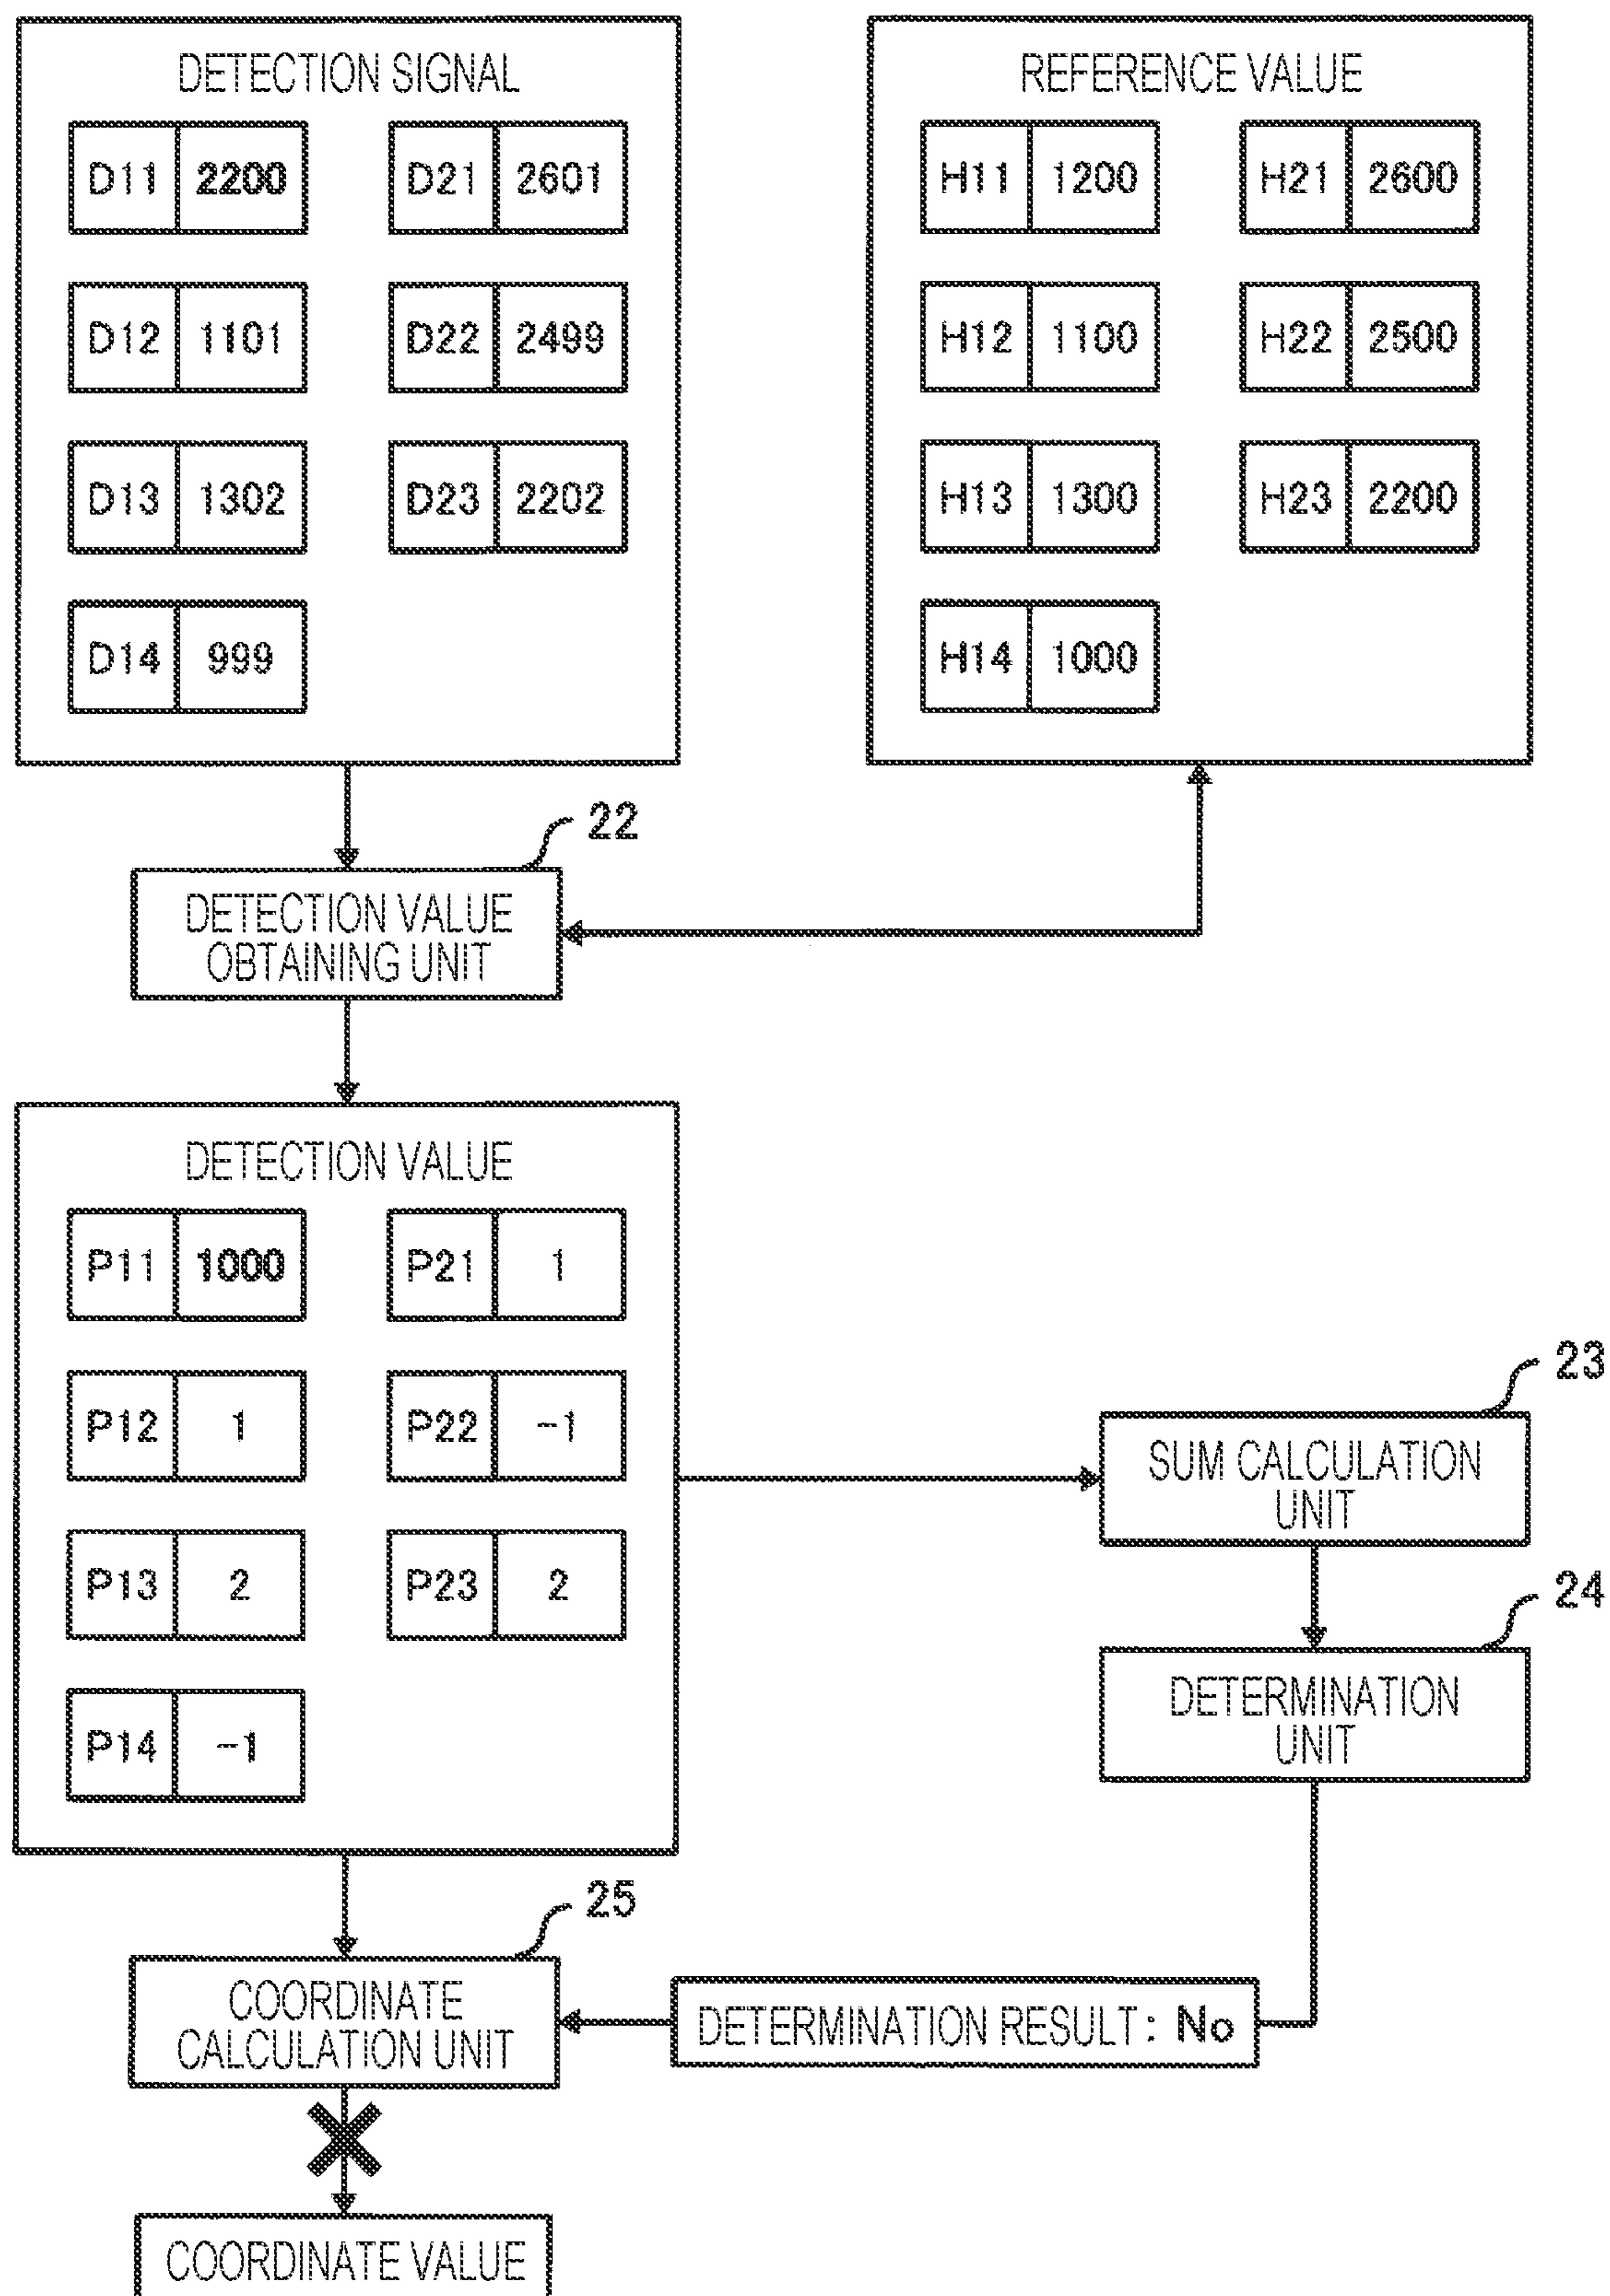 DETECTION SIGNAL
D11 2200 D21 2601
D12 1101 D22 2499
D13 1302 D23 2202
D14 999
REFERENCE VALUE
H11 1200 H21 2600
H12 1100 H22 2500
H13 1300 H23 2200
H14 1000
22
DETECTION VALUE
OBTAINING UNIT
DETECTION VALUE
P11 1000 P21 1
P12 1 P22 -1
P13 2 P23 2
P14 -1
23
SUM CALCULATION
UNIT
24
DETERMINATION
UNIT
25
COORDINATE
CALCULATION UNIT
DETERMINATION RESULT: No
COORDINATE VALUE